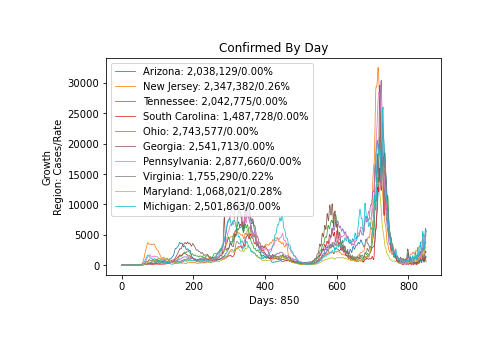 Confirmed By Day
Growth
Region: Cases/Rate
30000
25000
20000
15000
10000
5000
0
Arizona: 2,038,129/0.00%
New Jersey: 2,347,382/0.26%
Tennessee: 2,042,775/0.00%
South Carolina: 1,487,728/0.00%
Ohio: 2,743,577/0.00%
Georgia: 2,541,713/0.00%
Pennsylvania: 2,877,660/0.00%
Virginia: 1,755,290/0.22%
Maryland: 1,068,021/0.28%
Michigan: 2,501,863/0.00%
0 200 400 600 800
Days: 850